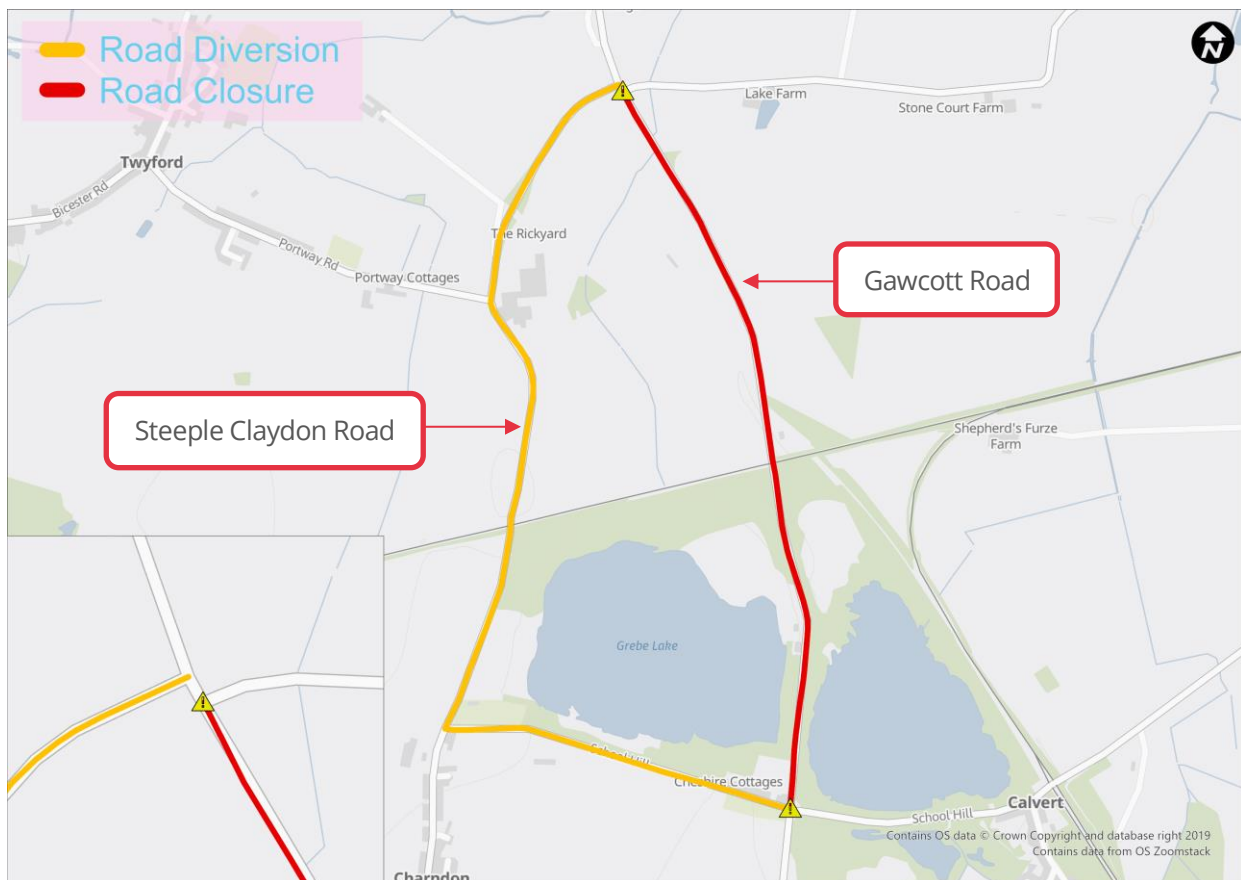 Road Diversion
Road Closure
N
Lake Farm
Stone Court Farm
Twyford
Bicester Rd
The Rickyard
Portway Rd
Portway Cottages
Gawcott Road
Steeple Claydon Road
Shepherd's Furze
Farm
Grebe Lake
School Hill
Cheshire Cottages
Calvert
School Hill
Contains OS data © Crown Copyright and database right 2019
Contains data from OS Zoomstack
Charndon